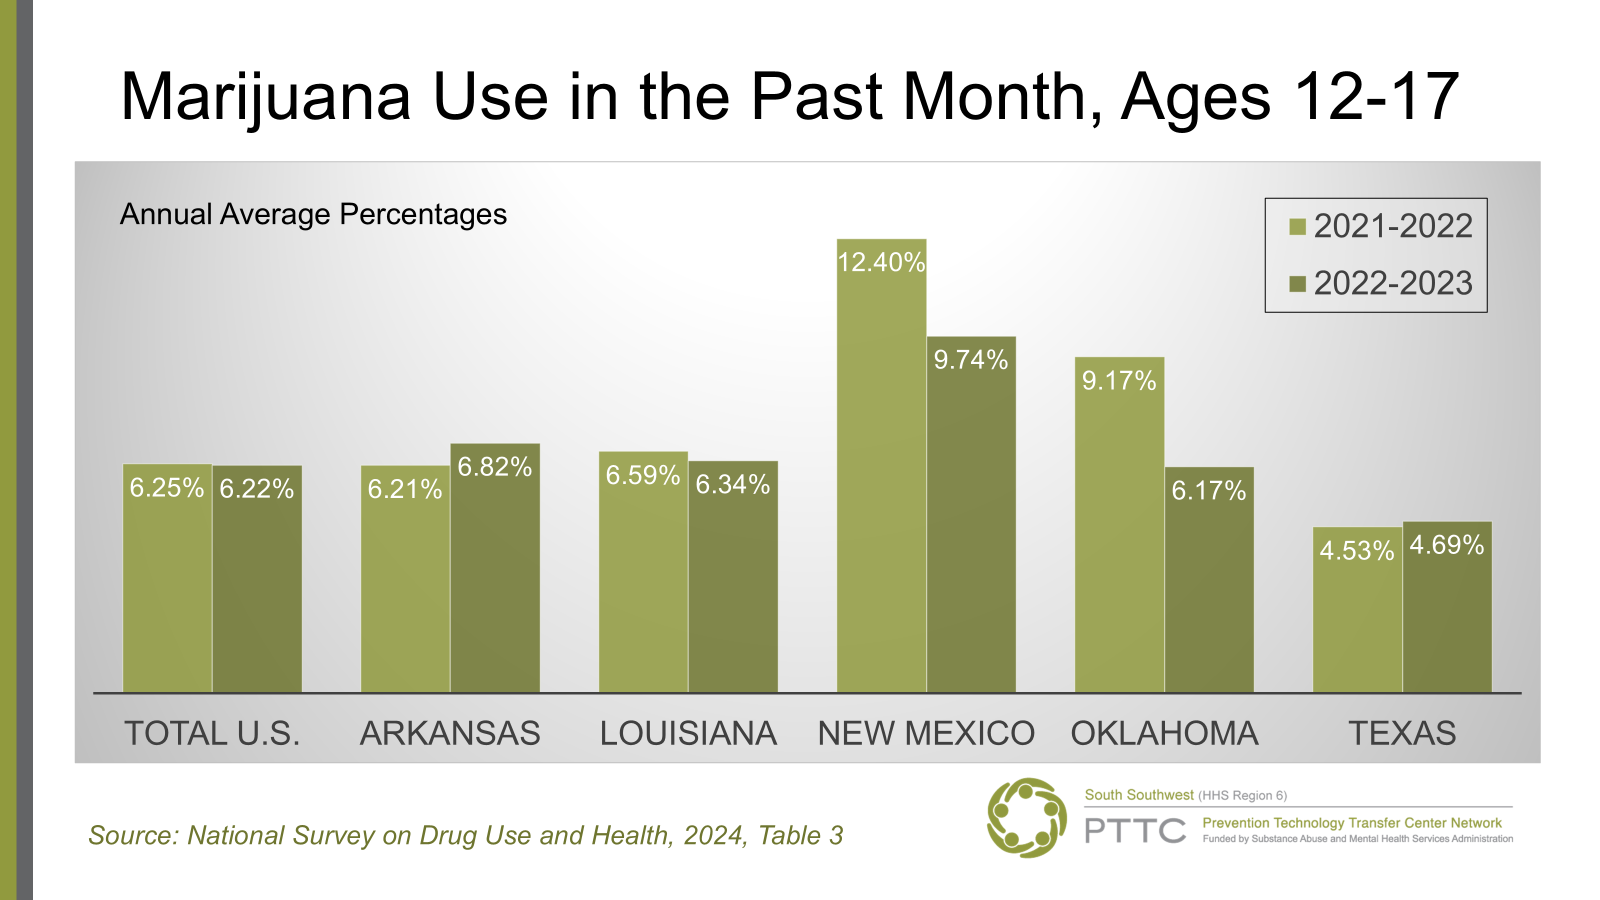 Marijuana Use in the Past Month, Ages 12-17
Annual Average Percentages
2021-2022
2022-2023
12.40%
9.74%
9.17%
6.25% 6.22% 6.21% 6.82% 6.59% 6.34% 6.17%
4.53% 4.69%
TOTAL U.S. ARKANSAS LOUISIANA NEW MEXICO OKLAHOMA TEXAS
Source: National Survey on Drug Use and Health, 2024, Table 3
South Southwest (HHS Region 6)
PTTC Prevention Technology Transfer Center Network
Funded by Substance Abuse and Mental Health Services Administration